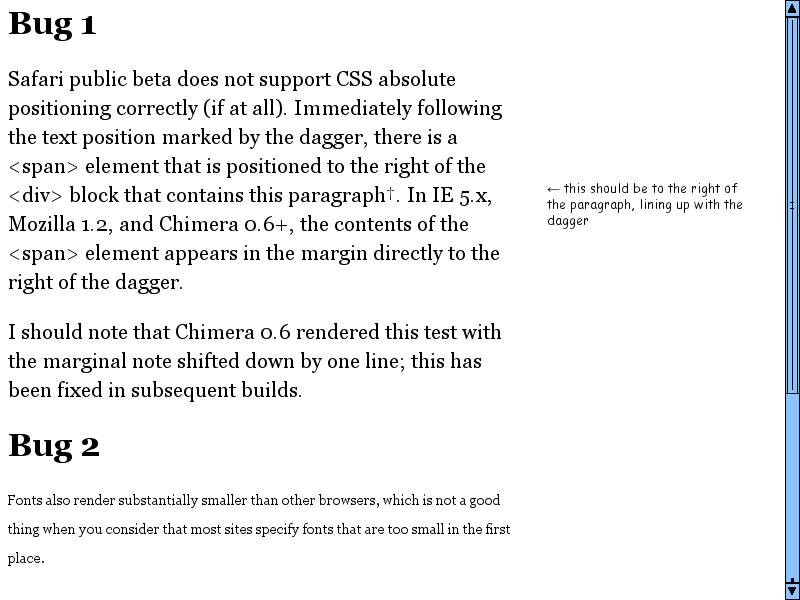 Bug 1
Safari public beta does not support CSS absolute
positioning correctly (if at all). Immediately following
the text position marked by the dagger, there is a
<span> element that is positioned to the right of the
<div> block that contains this paragraph†. In IE 5.x,
Mozilla 1.2, and Chimera 0.6+, the contents of the
<span> element appears in the margin directly to the
right of the dagger.
← this should be to the right of
the paragraph, lining up with the
dagger
I should note that Chimera 0.6 rendered this test with
the marginal note shifted down by one line; this has
been fixed in subsequent builds.
Bug 2
Fonts also render substantially smaller than other browsers, which is not a good
thing when you consider that most sites specify fonts that are too small in the first
place.